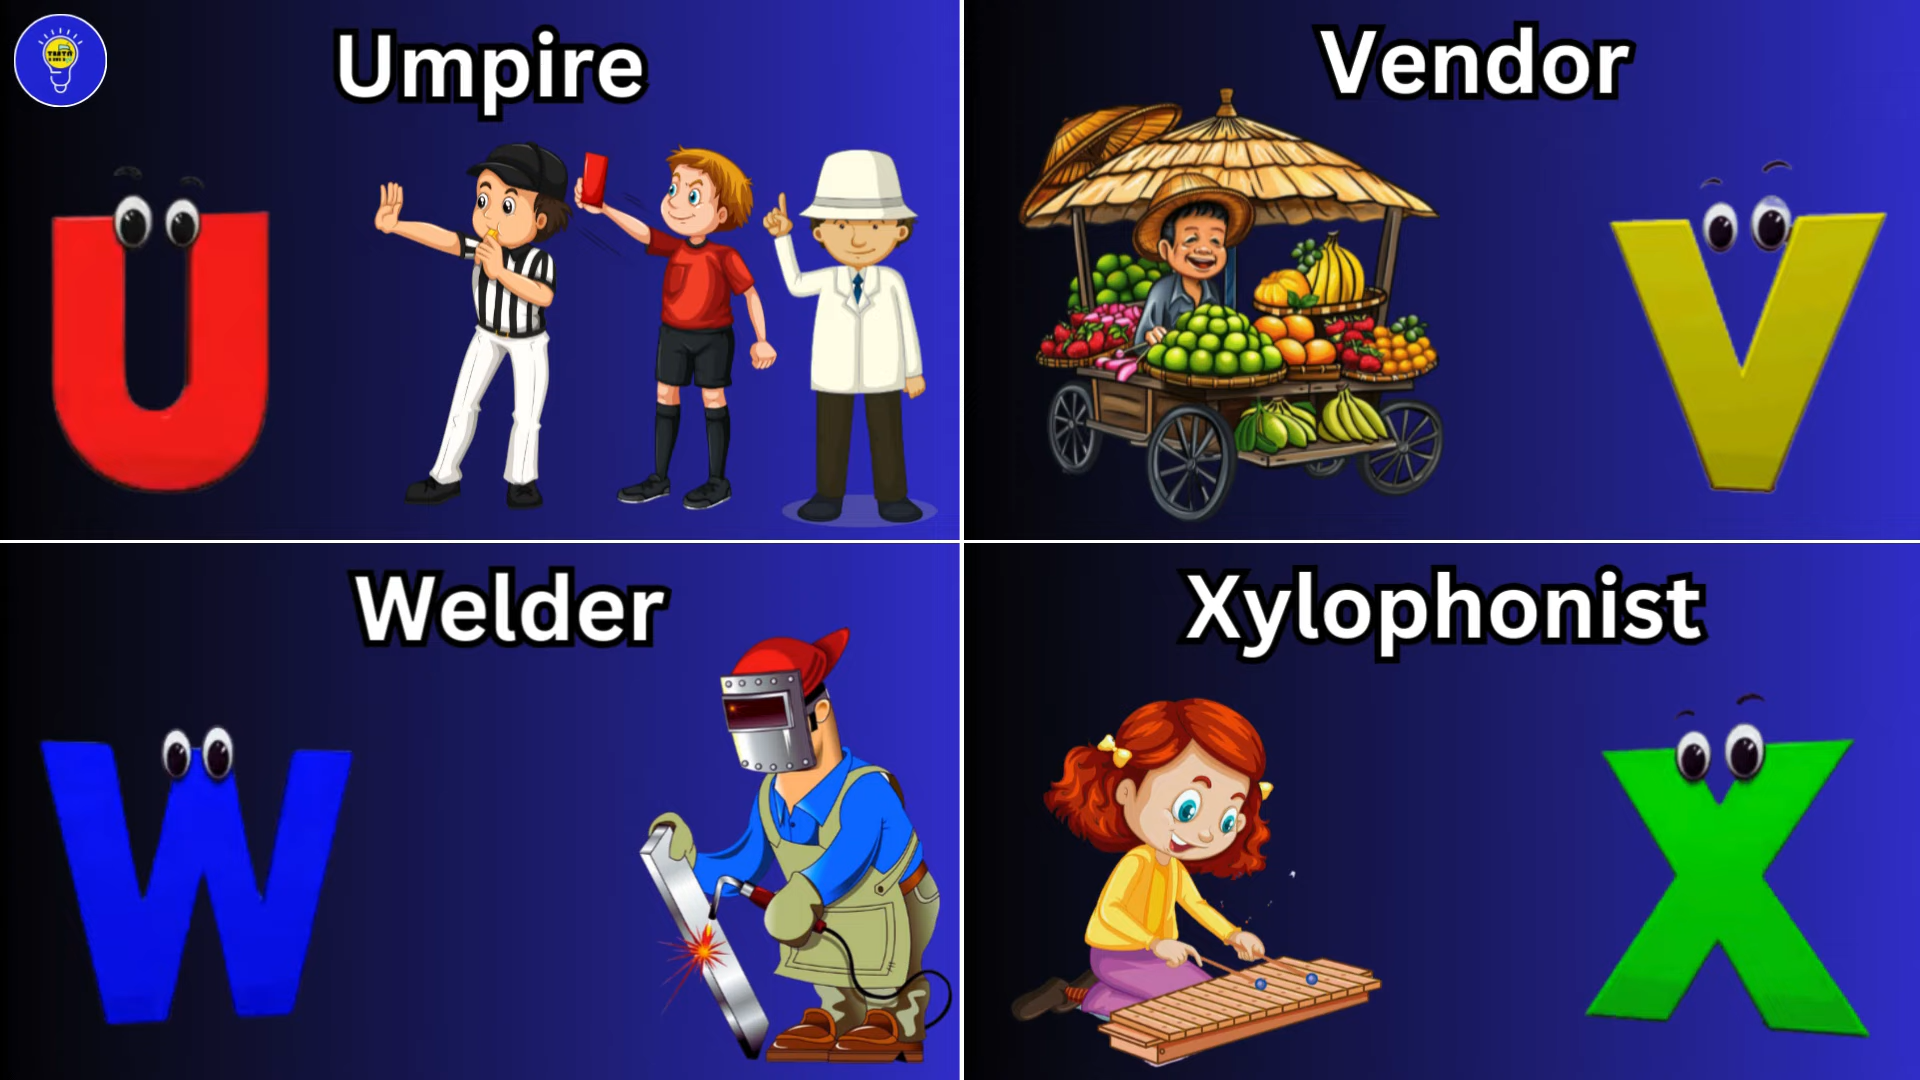 Umpire
Vendor
U
V
Welder
Xylophonist
W
X